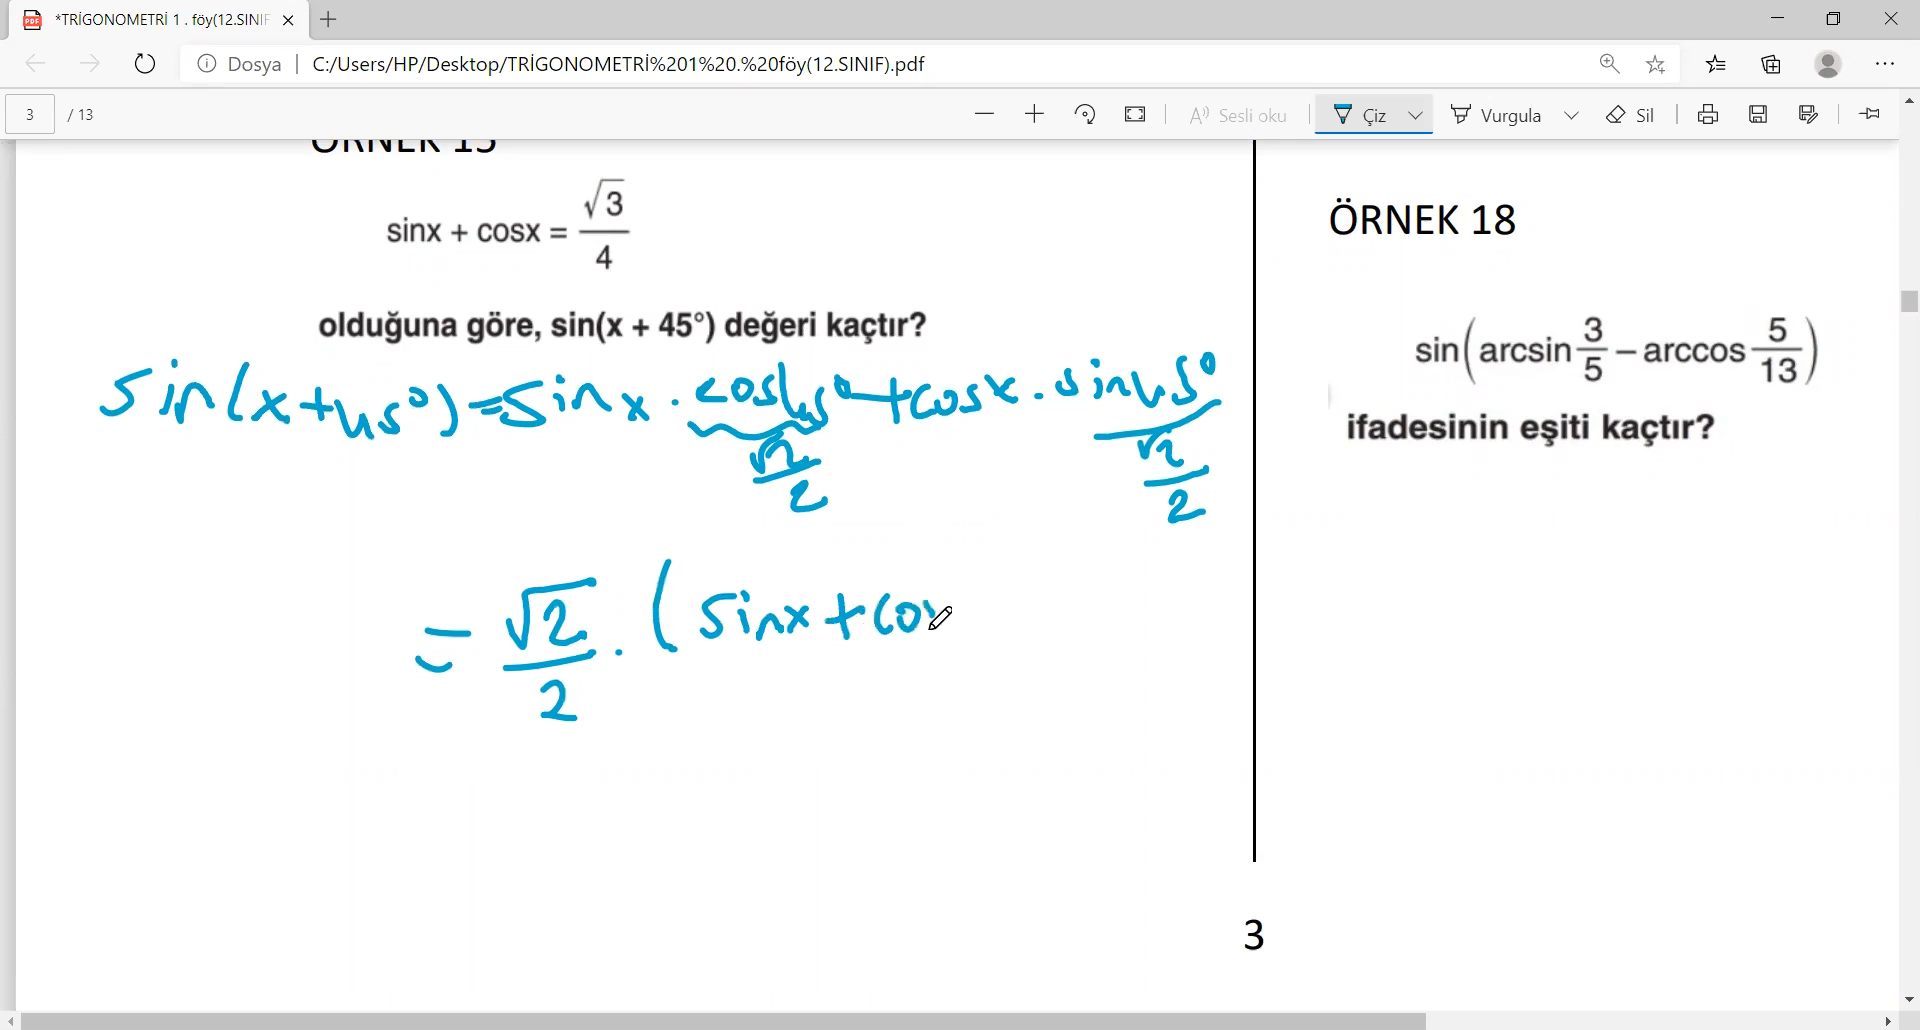 *TRİGONOMETRİ 1 . föy(12.SINIF
Dosya | C:/Users/HP/Desktop/TRİGONOMETRİ%201%20.%20föy(12.SINIF).pdf
3 / 13 Sesli oku Çiz Vurgula Sil
ÖRNEK 15
sinx + cosx = √3/4
olduğuna göre, sin(x + 45°) değeri kaçtır?
sin(x+45°)=sinx.cos45°+cosx.sin45°
√2/2 √2/2
= √2/2 . ( sinx+cos
ÖRNEK 18
sin(arcsin 3/5 – arccos 5/13)
ifadesinin eşiti kaçtır?
3